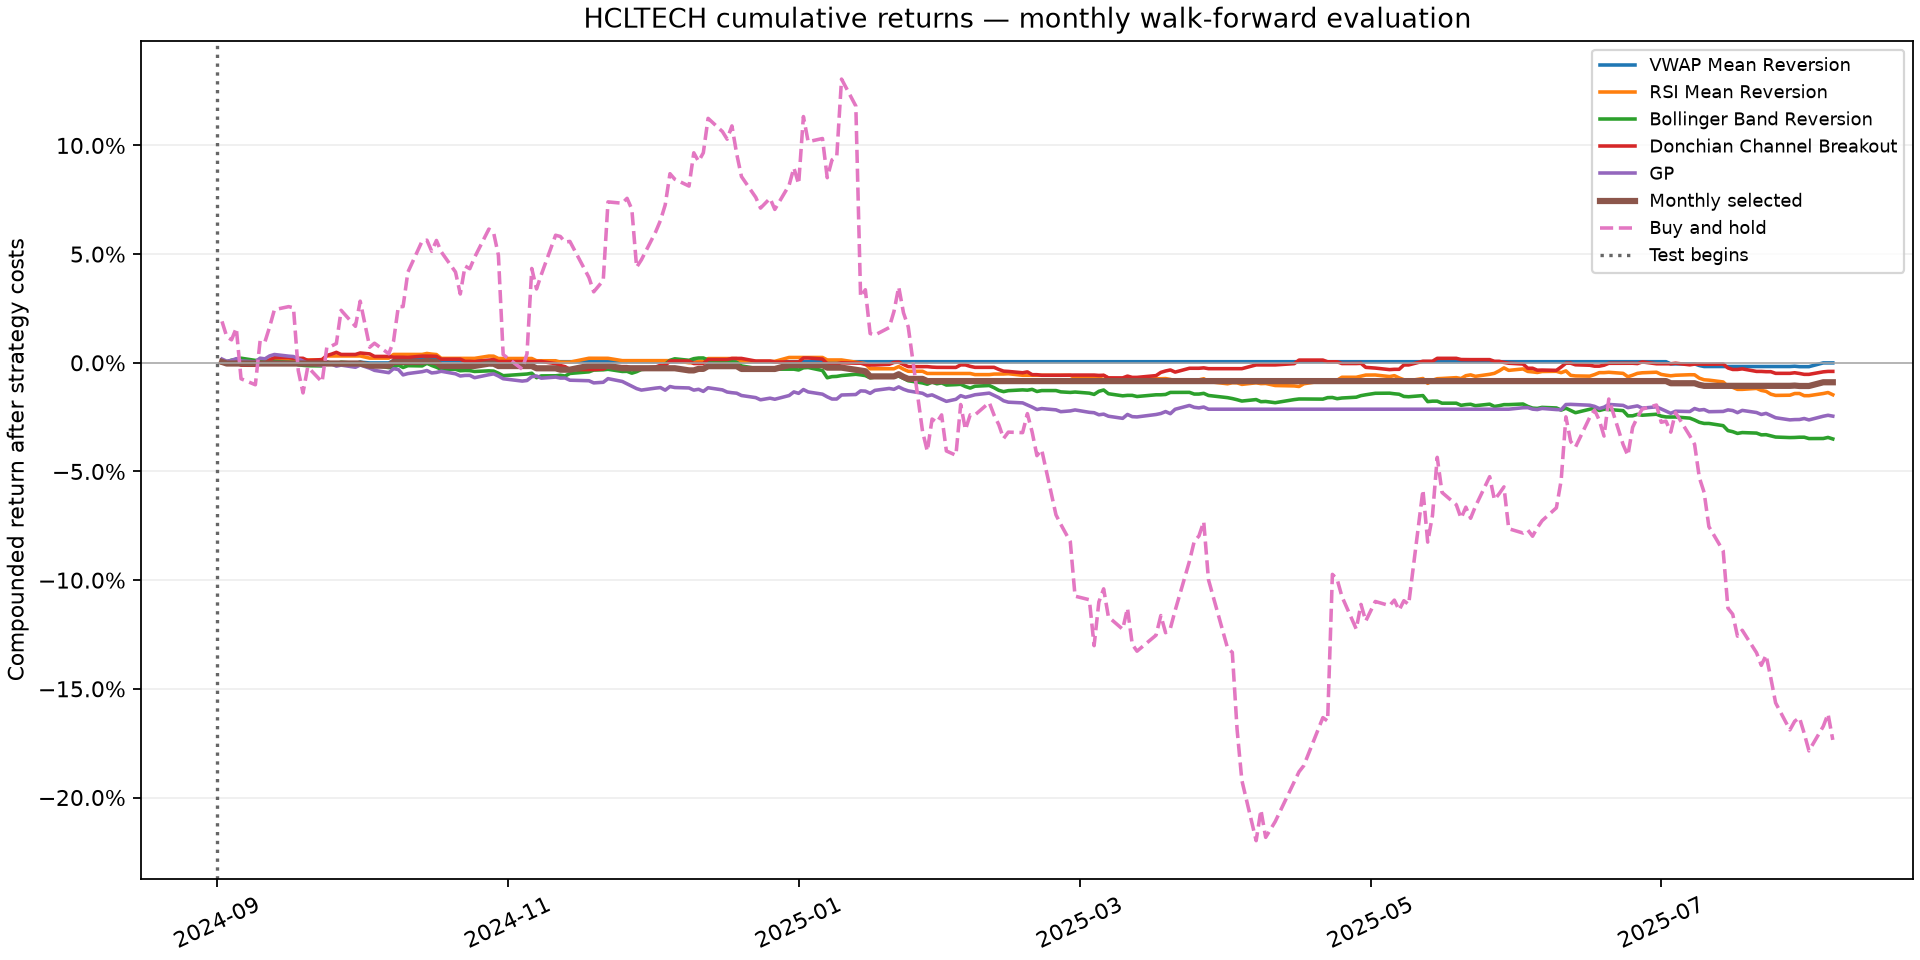 HCLTECH cumulative returns — monthly walk-forward evaluation
Compounded return after strategy costs
10.0%
5.0%
0.0%
−5.0%
−10.0%
−15.0%
−20.0%
VWAP Mean Reversion
RSI Mean Reversion
Bollinger Band Reversion
Donchian Channel Breakout
GP
Monthly selected
Buy and hold
Test begins
2024-09
2024-11
2025-01
2025-03
2025-05
2025-07